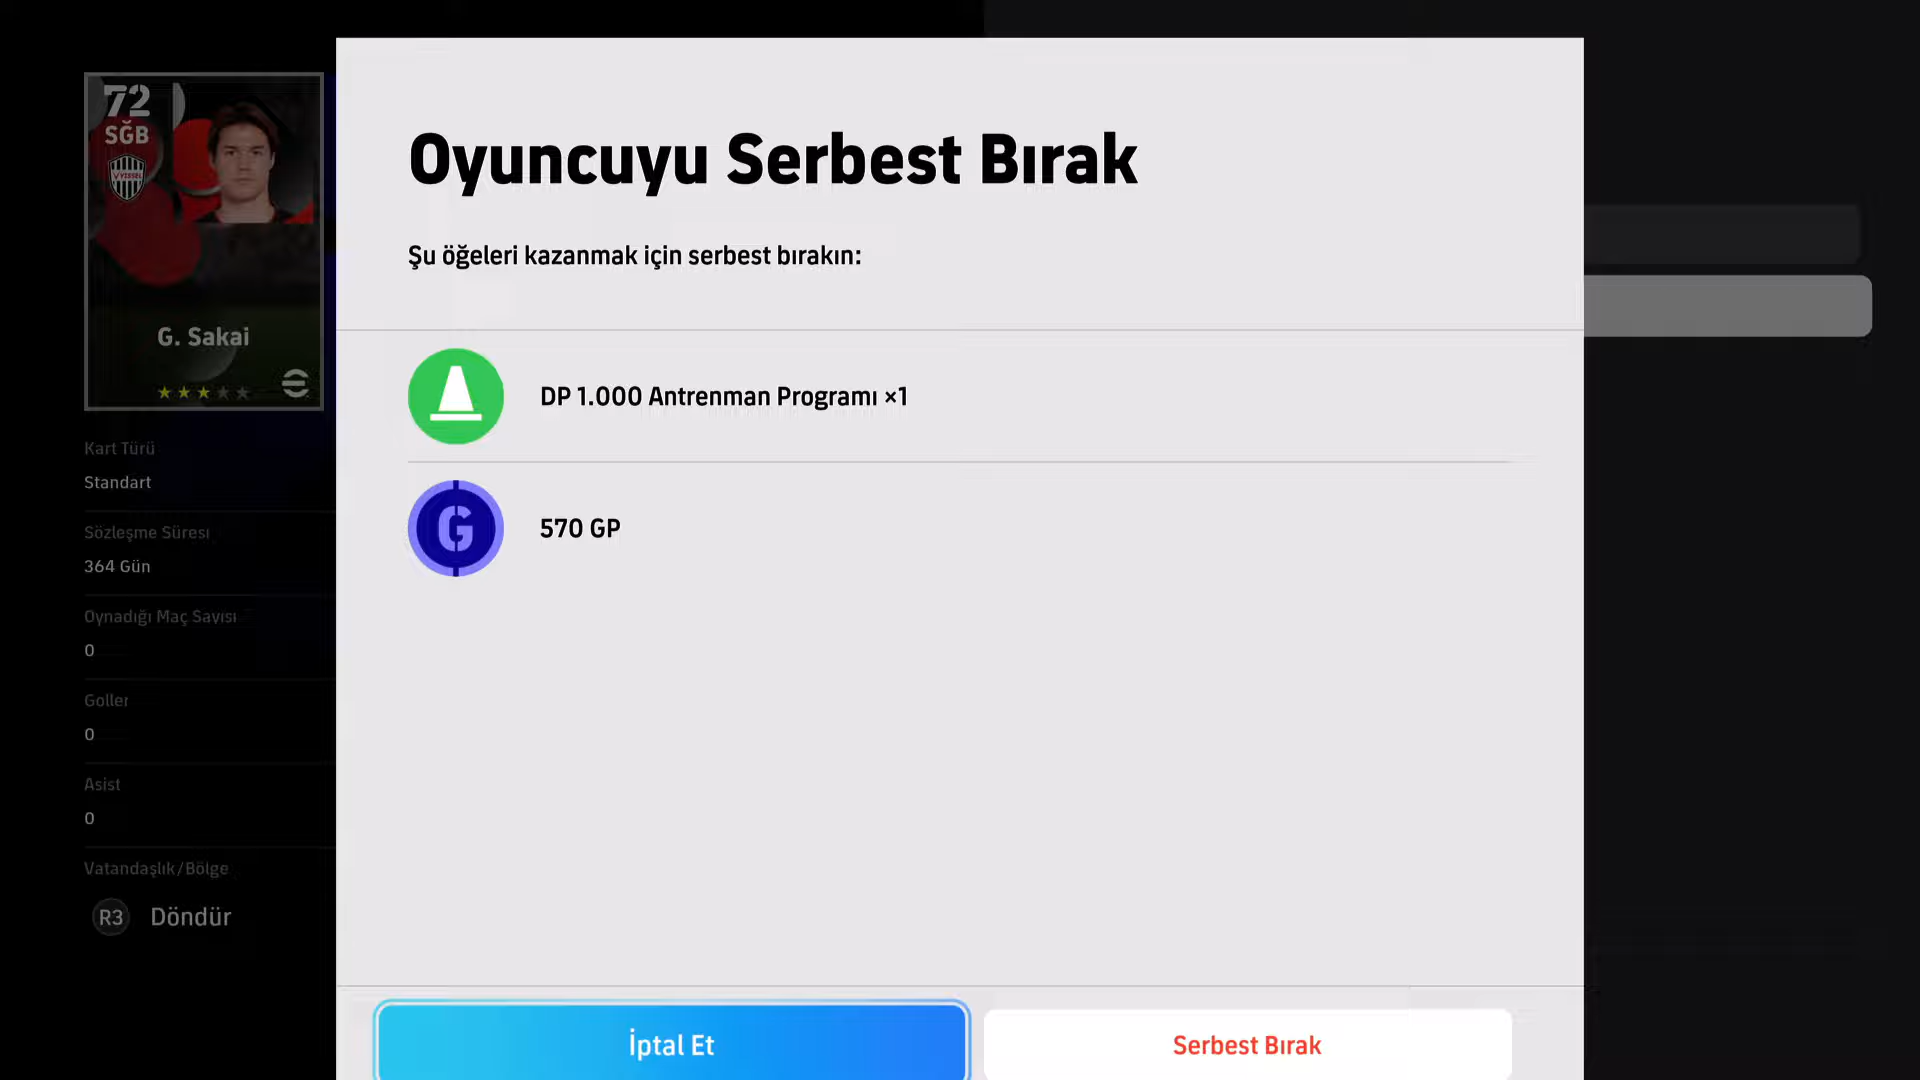 72
SĞB
VISSEL
G. Sakai
Kart Türü
Standart
Sözleşme Süresi
364 Gün
Oynadığı Maç Sayısı
0
Goller
0
Asist
0
Vatandaşlık/Bölge
R3 Döndür
Oyuncuyu Serbest Bırak
Şu öğeleri kazanmak için serbest bırakın:
DP 1.000 Antrenman Programı ×1
G 570 GP
İptal Et
Serbest Bırak